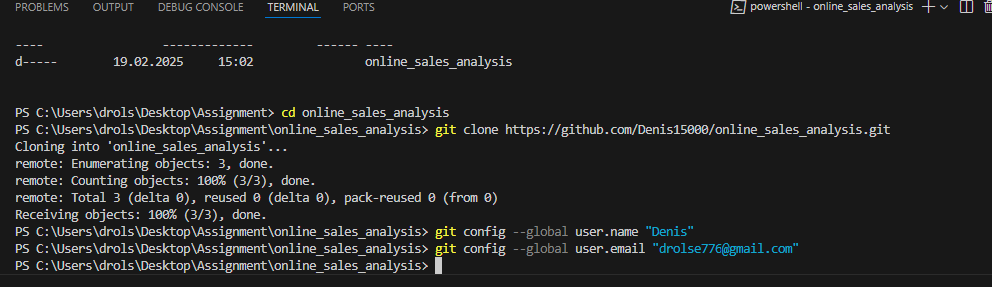 PROBLEMS OUTPUT DEBUG CONSOLE TERMINAL PORTS powershell - online_sales_analysis
---- ------------- ------ ----
d----- 19.02.2025 15:02 online_sales_analysis
PS C:\Users\drols\Desktop\Assignment> cd online_sales_analysis
PS C:\Users\drols\Desktop\Assignment\online_sales_analysis> git clone https://github.com/Denis15000/online_sales_analysis.git
Cloning into 'online_sales_analysis'...
remote: Enumerating objects: 3, done.
remote: Counting objects: 100% (3/3), done.
remote: Total 3 (delta 0), reused 0 (delta 0), pack-reused 0 (from 0)
Receiving objects: 100% (3/3), done.
PS C:\Users\drols\Desktop\Assignment\online_sales_analysis> git config --global user.name "Denis"
PS C:\Users\drols\Desktop\Assignment\online_sales_analysis> git config --global user.email "drolse776@gmail.com"
PS C:\Users\drols\Desktop\Assignment\online_sales_analysis>